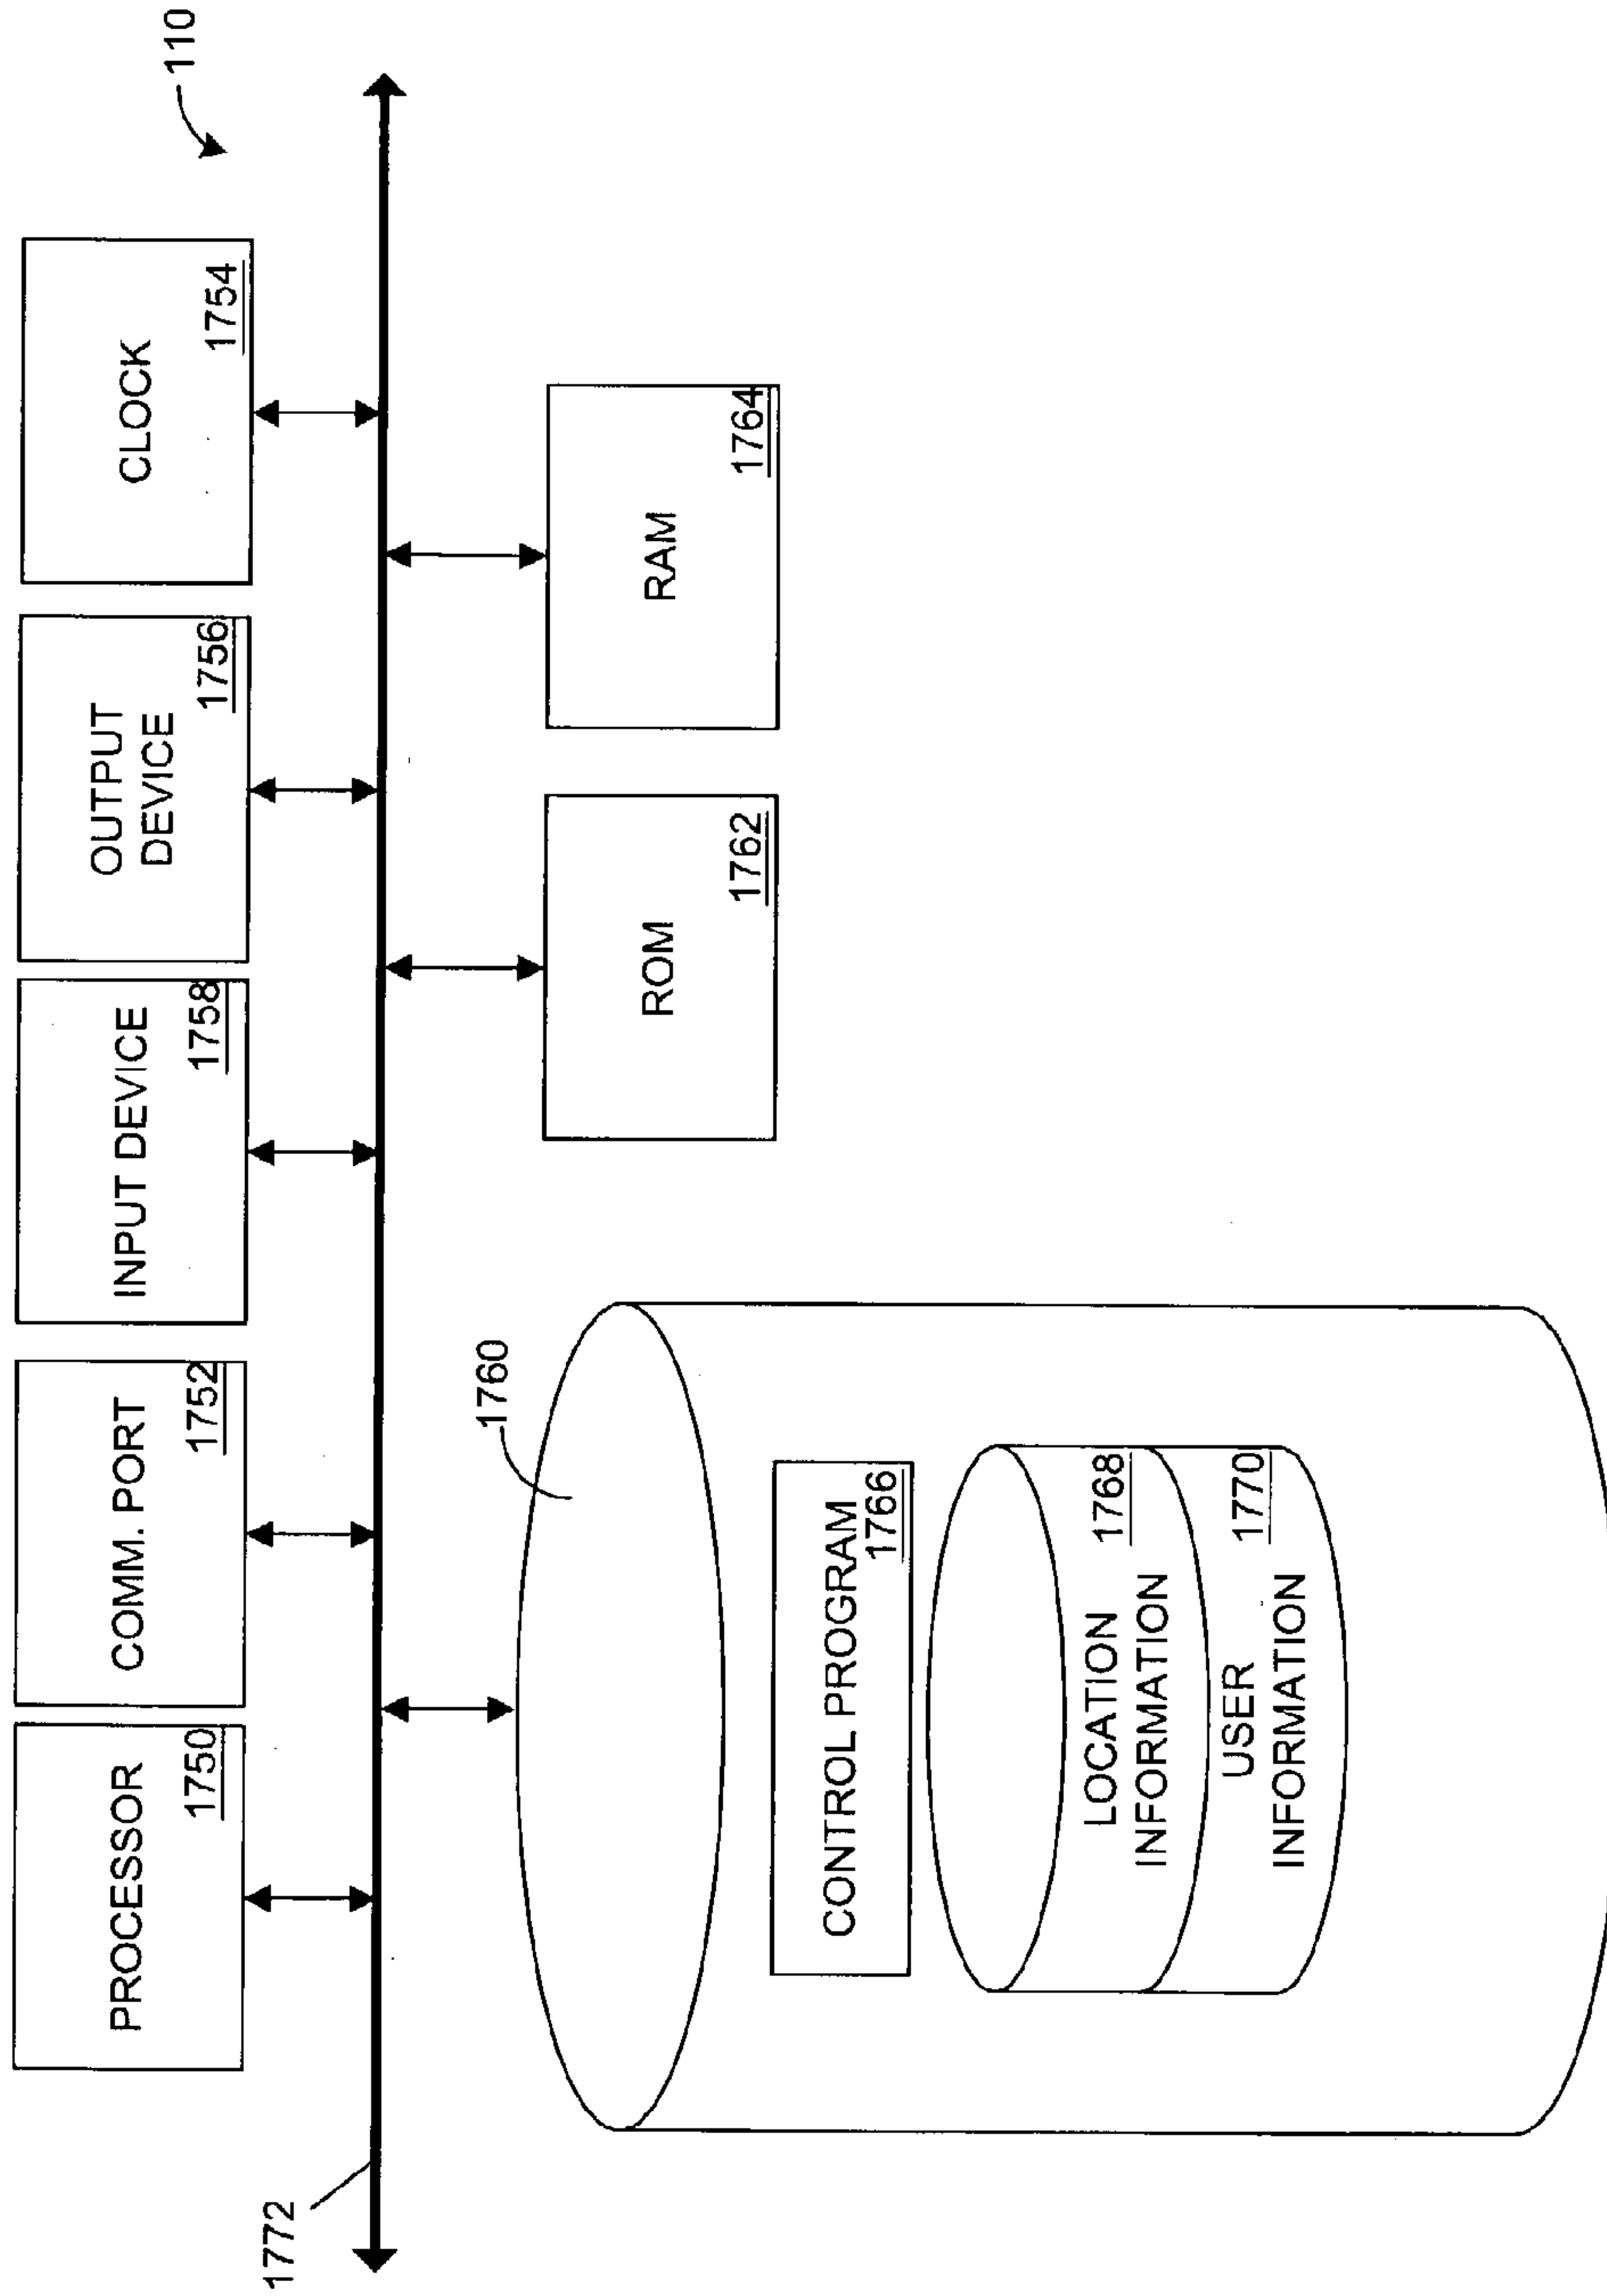 110
PROCESSOR
1750
COMM. PORT
1752
INPUT DEVICE
1758
OUTPUT
DEVICE
1756
CLOCK
1754
1772
1760
ROM
1762
RAM
1764
CONTROL PROGRAM
1766
LOCATION
INFORMATION
1768
USER
INFORMATION
1770